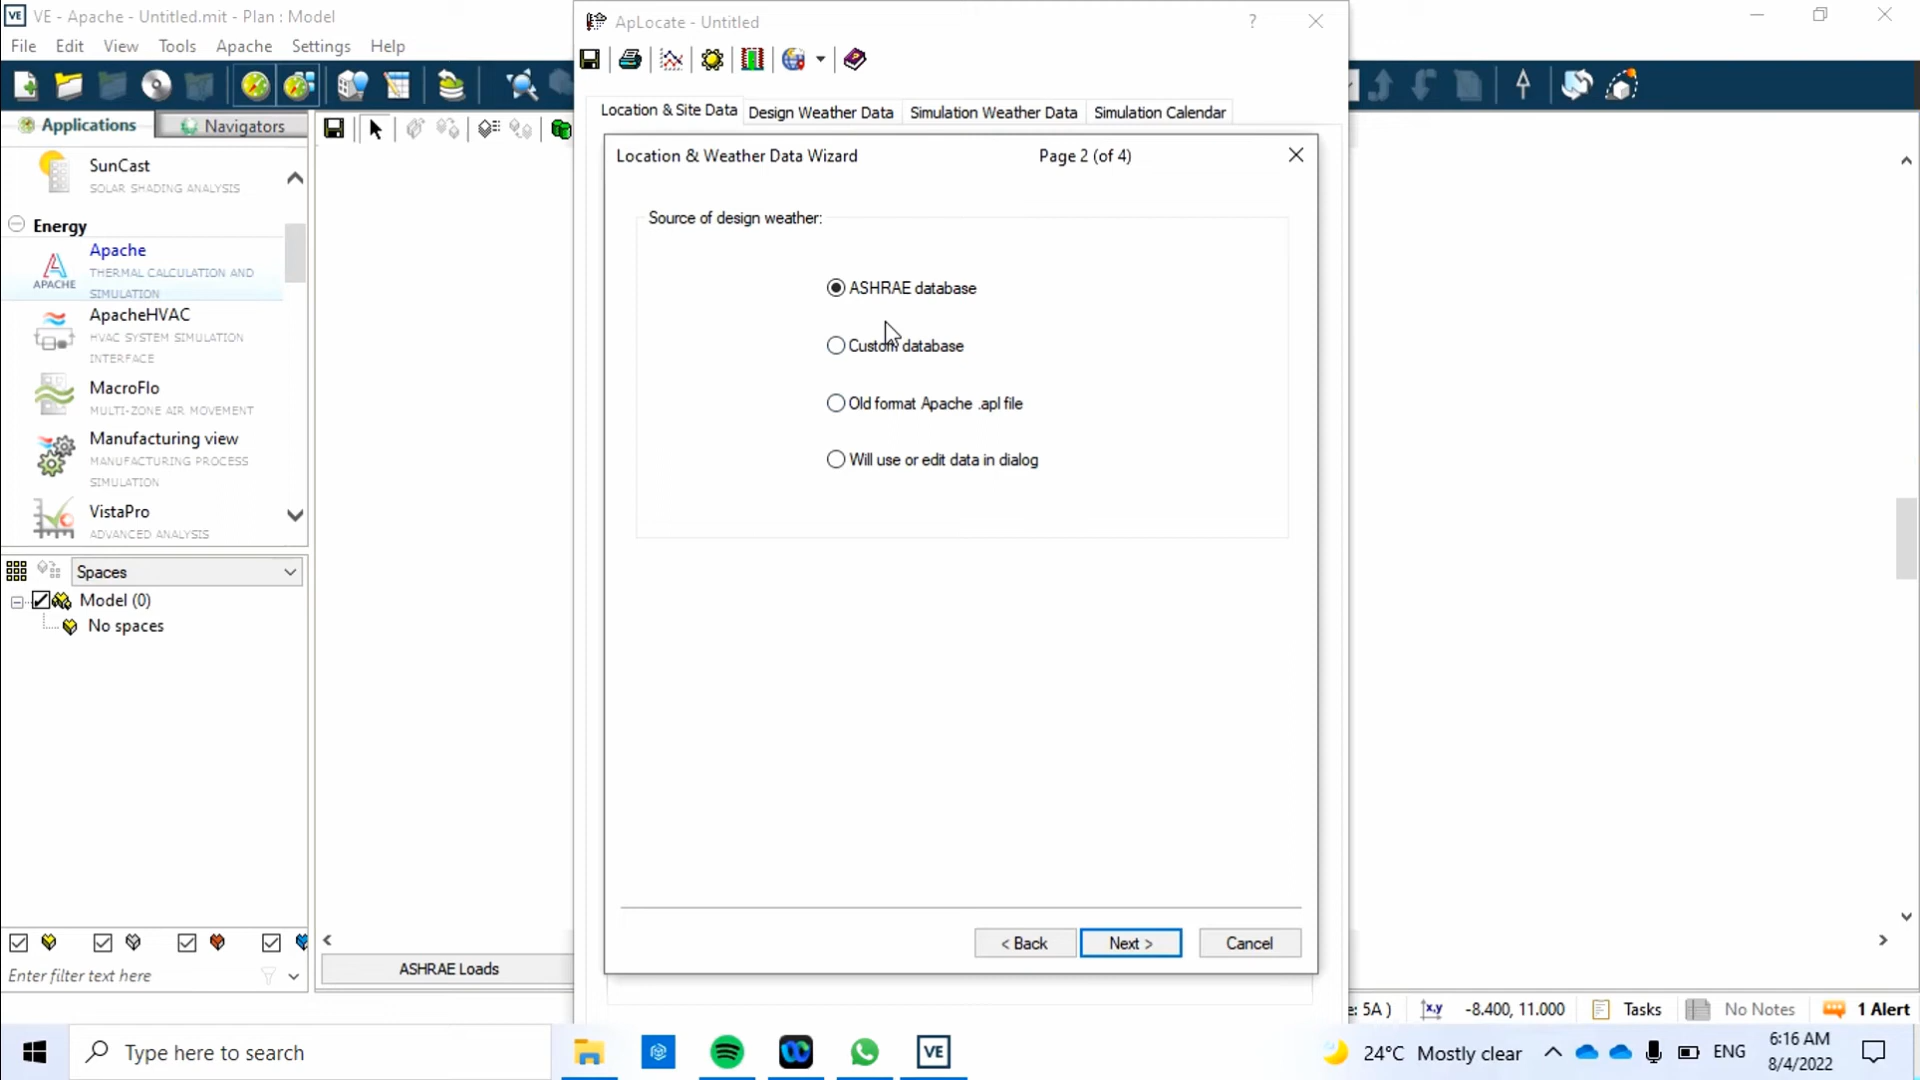 VE - Apache - Untitled.mit - Plan : Model
File Edit View Tools Apache Settings Help
Applications
Navigators
SunCast
SOLAR SHADING ANALYSIS
Energy
APACHE
Apache
THERMAL CALCULATION AND
SIMULATION
ApacheHVAC
HVAC SYSTEM SIMULATION
INTERFACE
MacroFlo
MULTI-ZONE AIR MOVEMENT
Manufacturing view
MANUFACTURING PROCESS
SIMULATION
VistaPro
ADVANCED ANALYSIS
Spaces
Model (0)
No spaces
Enter filter text here
ASHRAE Loads
ApLocate - Untitled
Location & Site Data
Design Weather Data
Simulation Weather Data
Simulation Calendar
Location & Weather Data Wizard
Page 2 (of 4)
Source of design weather:
ASHRAE database
Custom database
Old format Apache .apl file
Will use or edit data in dialog
< Back
Next >
Cancel
e: 5A )
x,y
-8.400, 11.000
Tasks
No Notes
1 Alert
Type here to search
VE
24°C Mostly clear
ENG
6:16 AM
8/4/2022